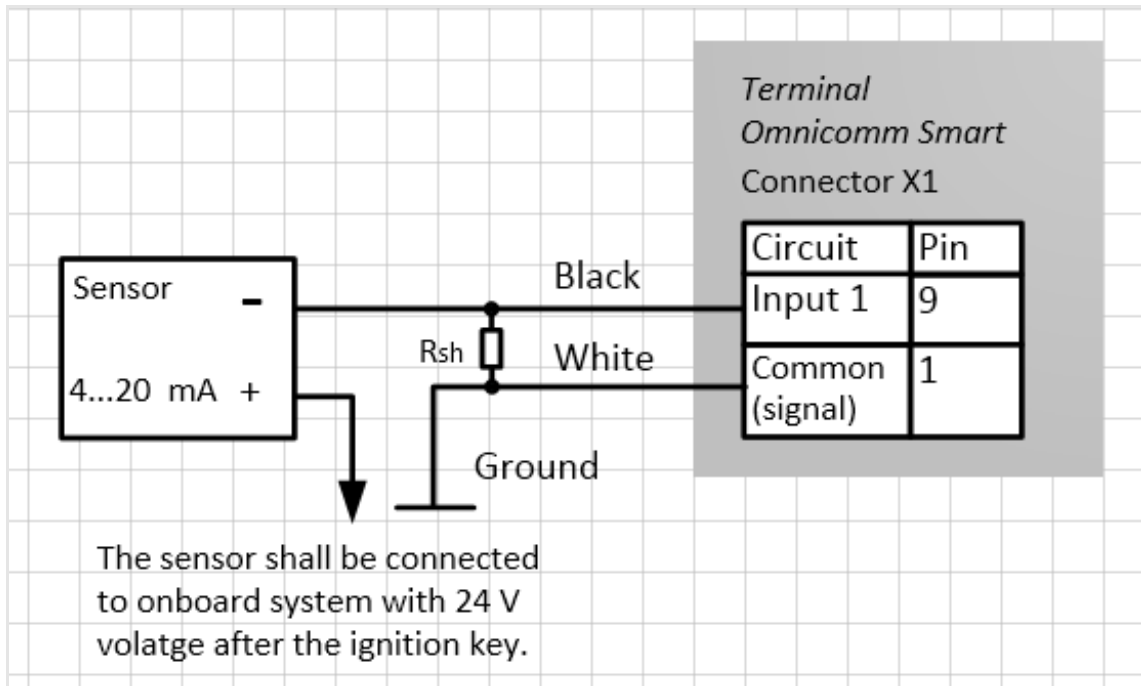 Terminal
Omnicomm Smart
Connector X1
Circuit Pin
Input 1 9
Common 1
(signal)
Sensor -
4...20 mA +
Black
Rsh
White
Ground
The sensor shall be connected
to onboard system with 24 V
volatge after the ignition key.